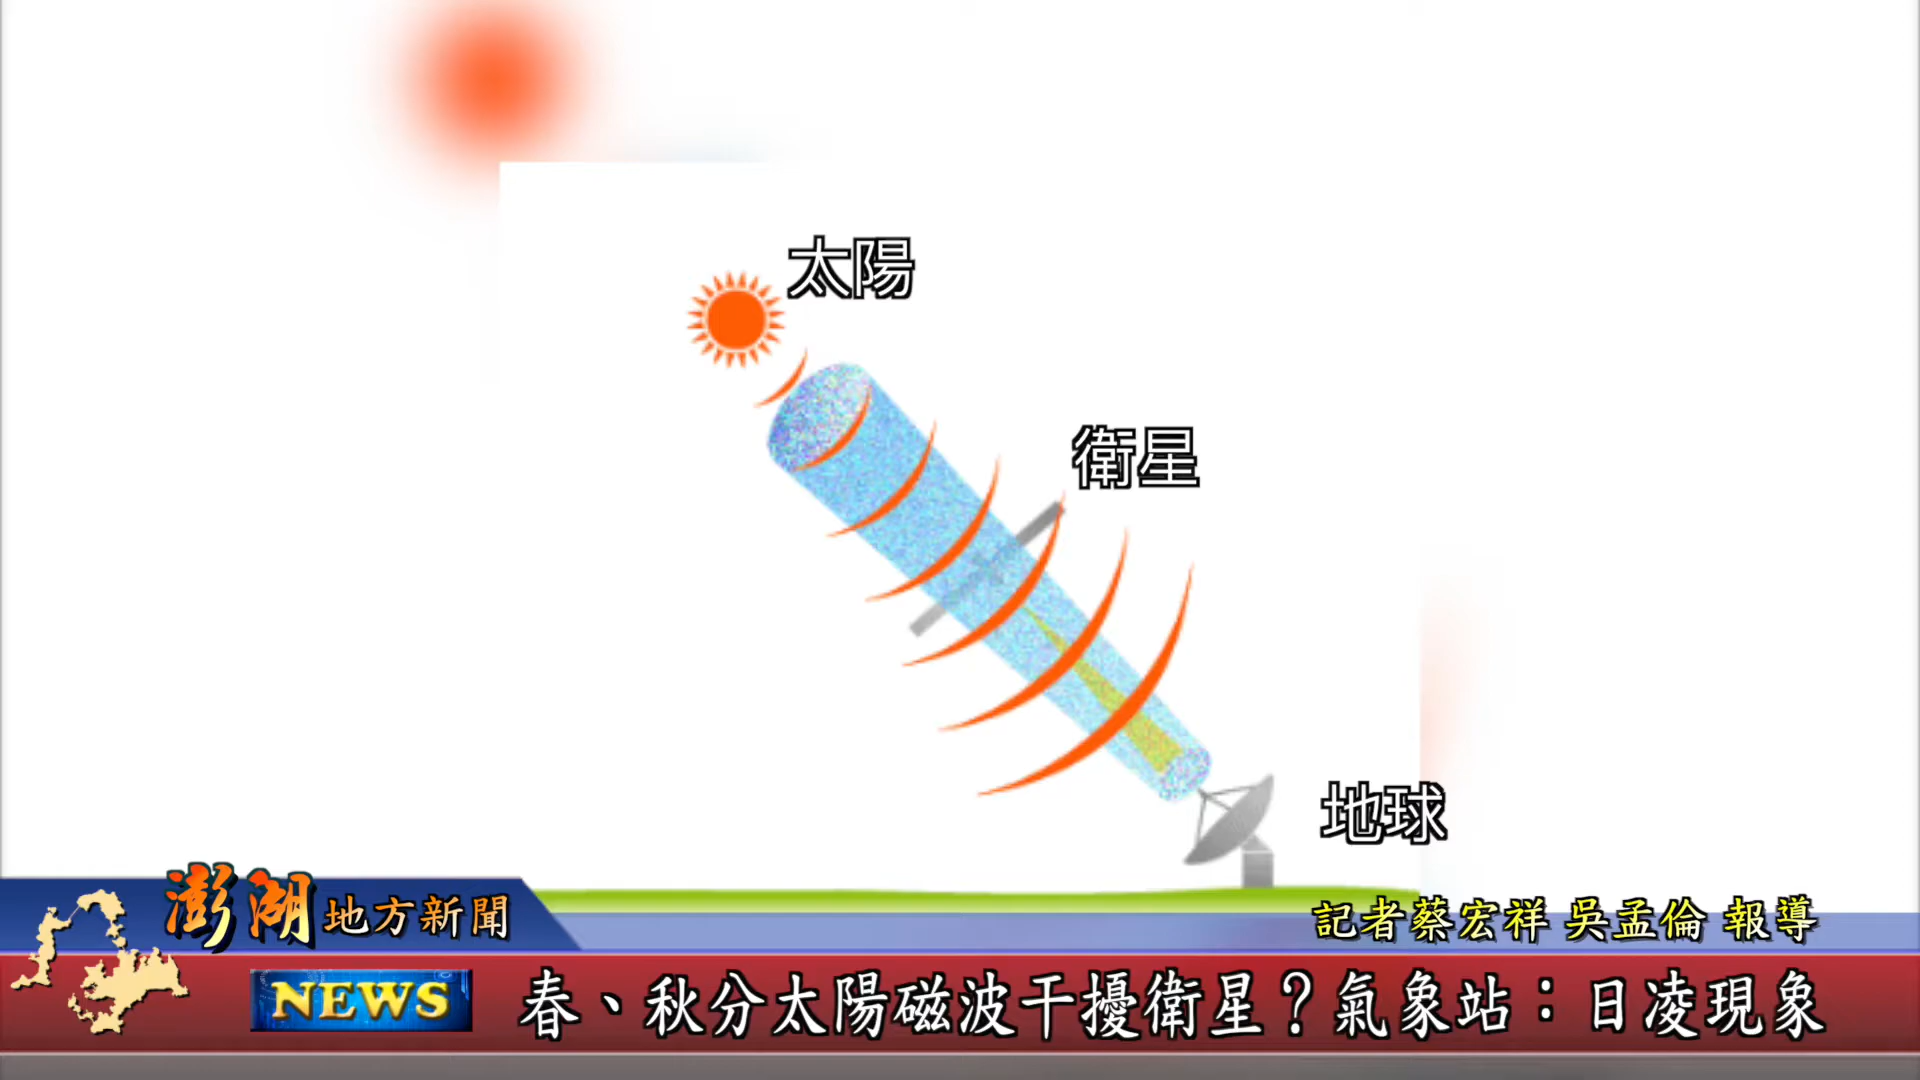 太陽
衛星
地球
澎湖地方新聞
記者蔡宏祥 吳孟倫 報導
NEWS
春、秋分太陽磁波干擾衛星？氣象站：日凌現象